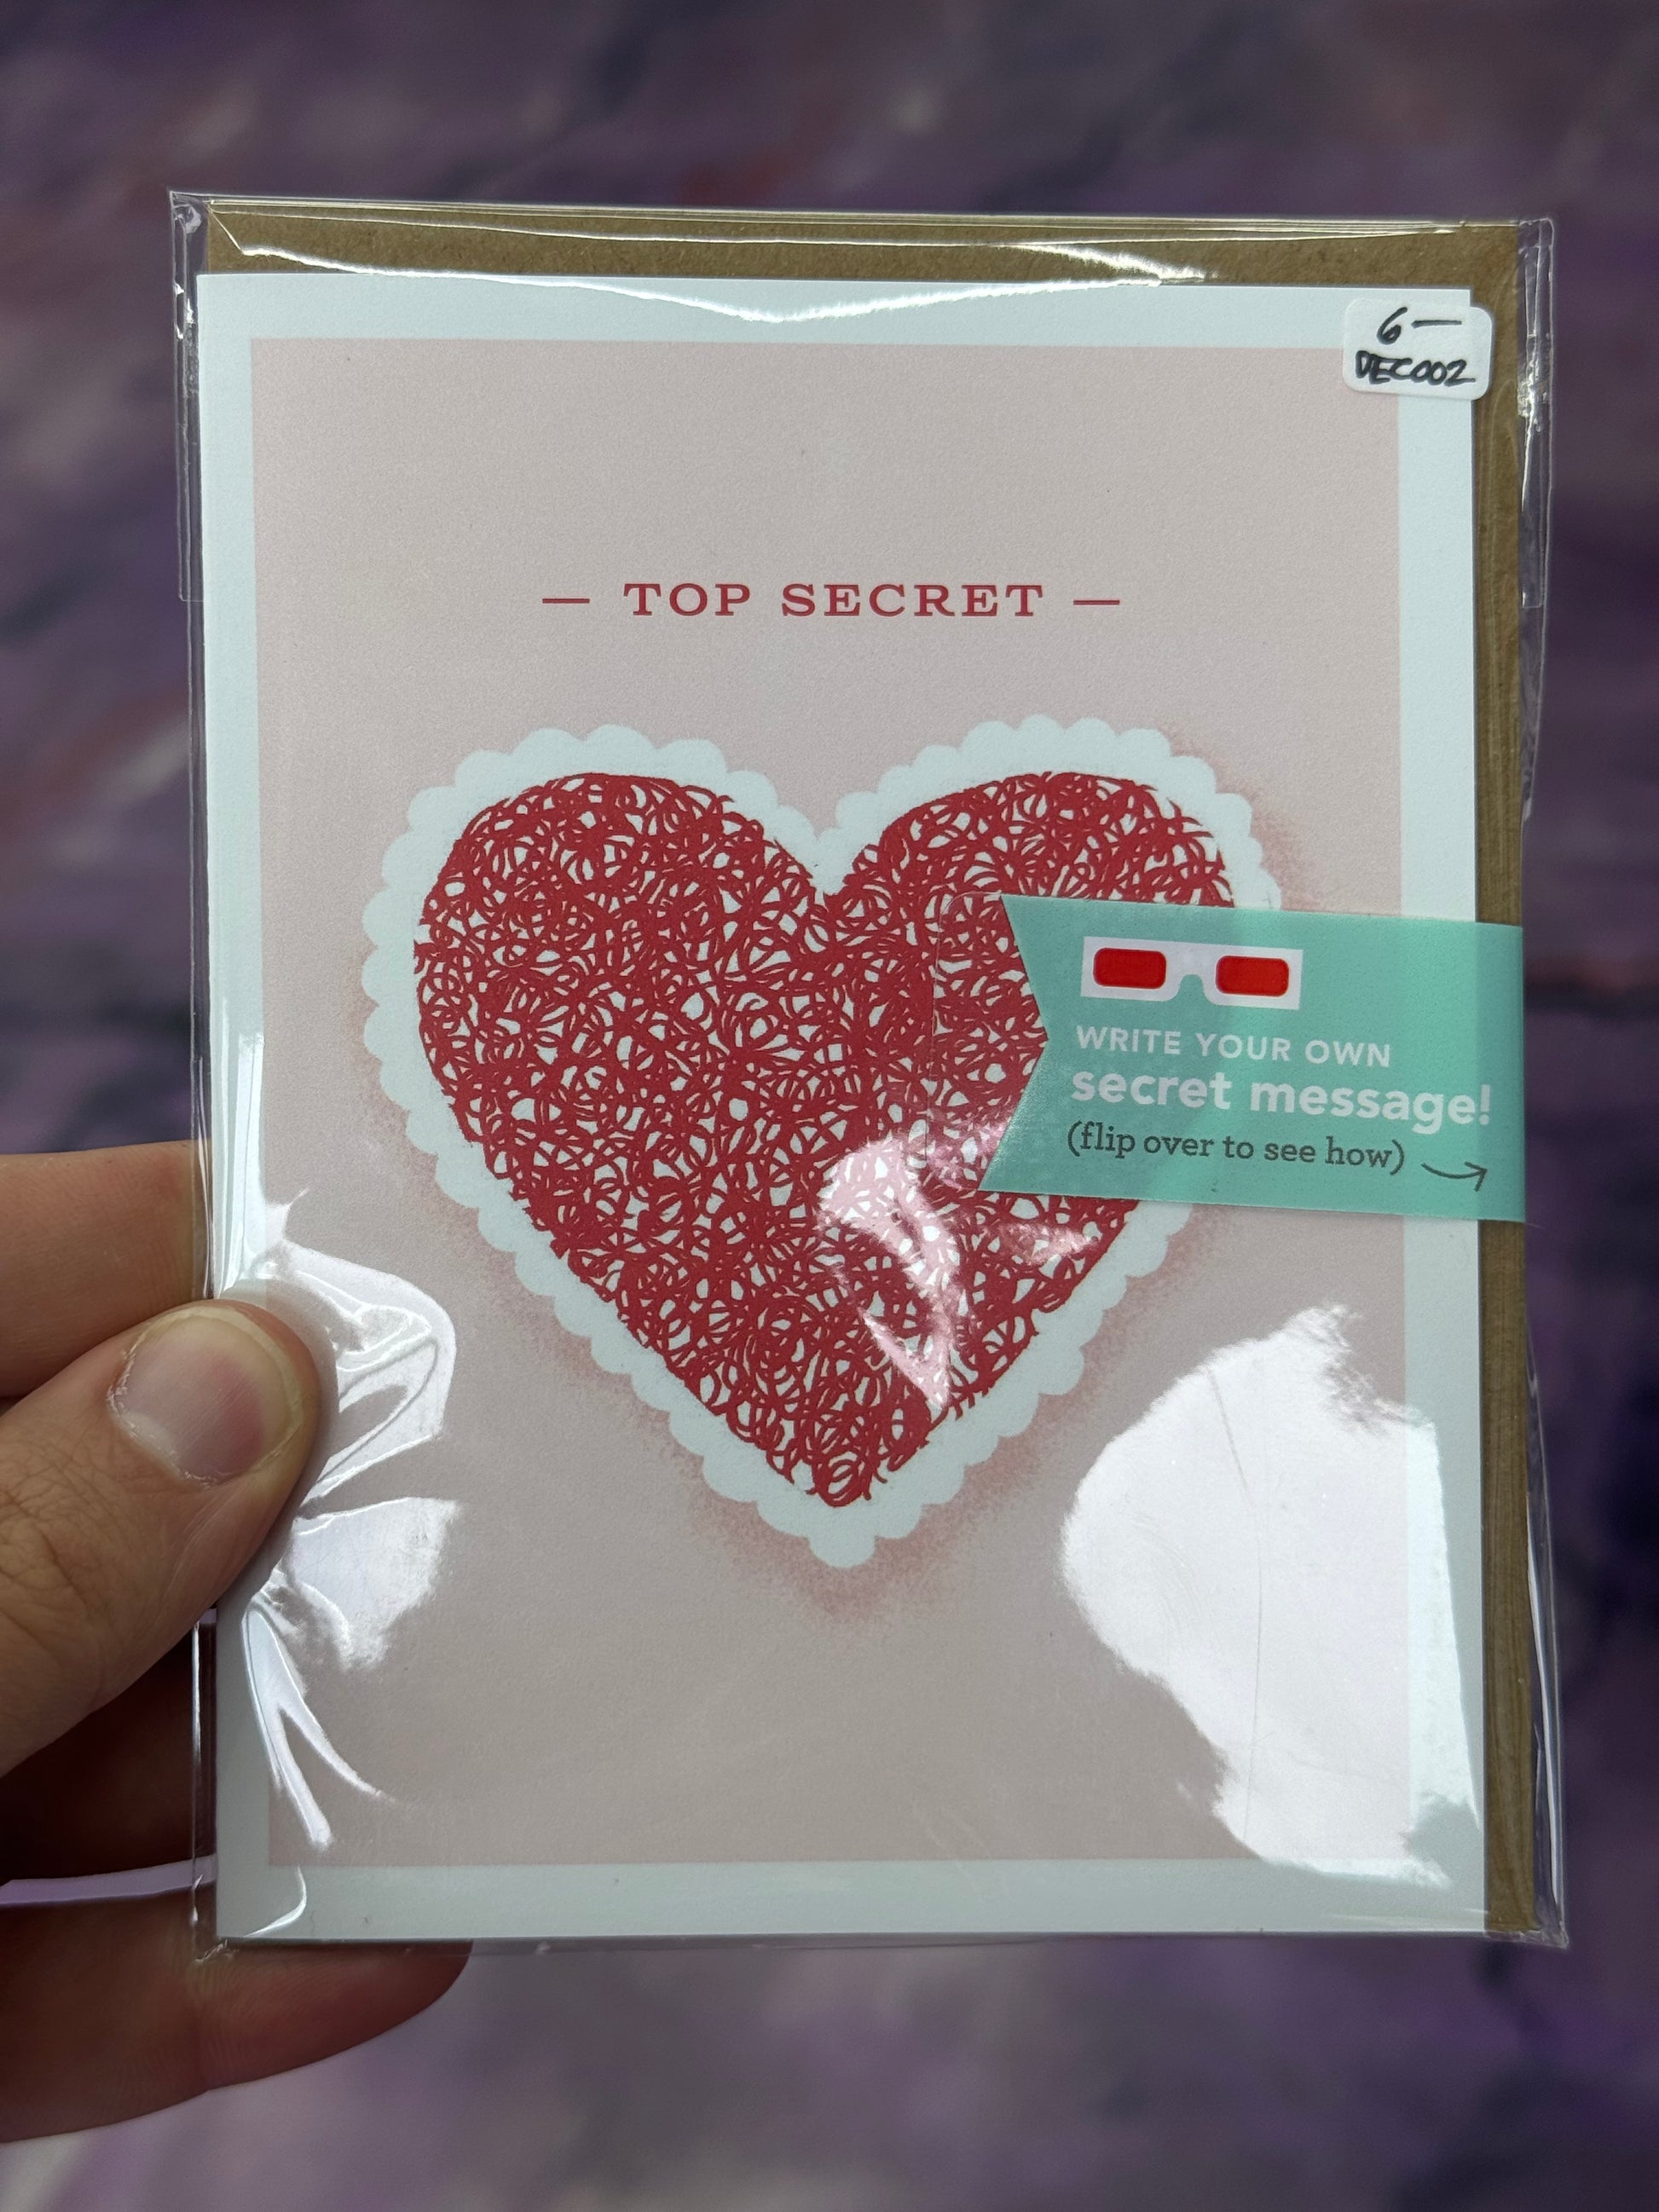 6—
DEC002
— TOP SECRET —
WRITE YOUR OWN
secret message!
(flip over to see how)